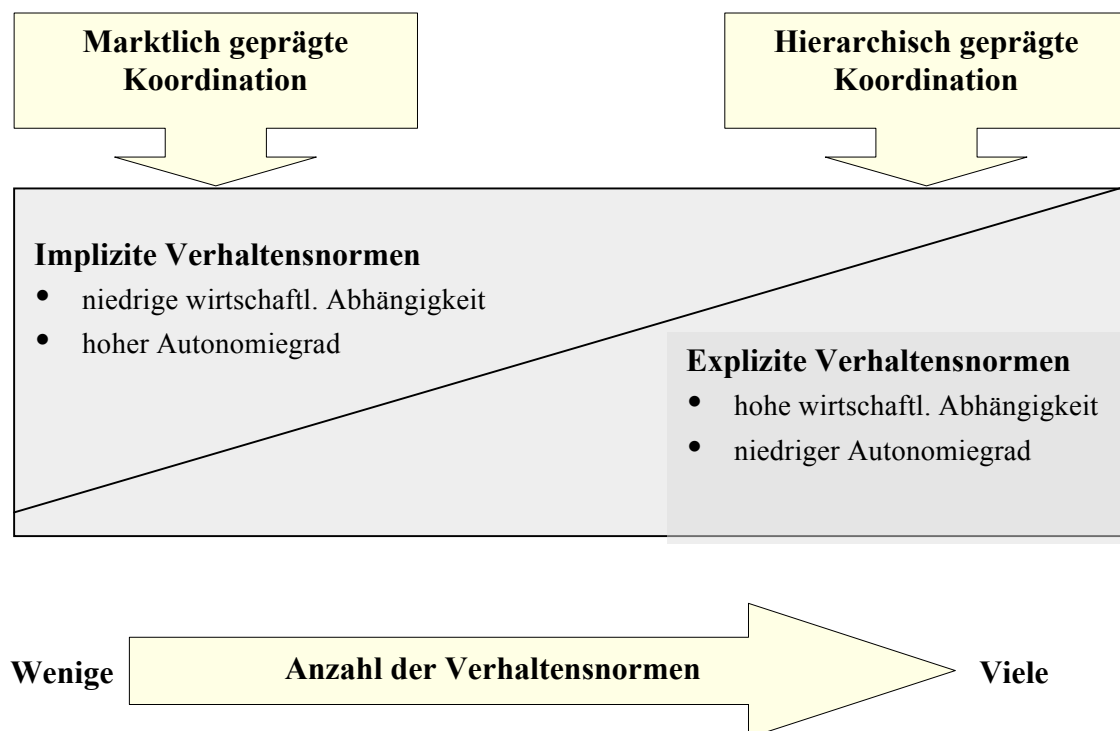 Marktlich geprägte
Koordination
Hierarchisch geprägte
Koordination
Implizite Verhaltensnormen
• niedrige wirtschaftl. Abhängigkeit
• hoher Autonomiegrad
Explizite Verhaltensnormen
• hohe wirtschaftl. Abhängigkeit
• niedriger Autonomiegrad
Wenige Anzahl der Verhaltensnormen Viele